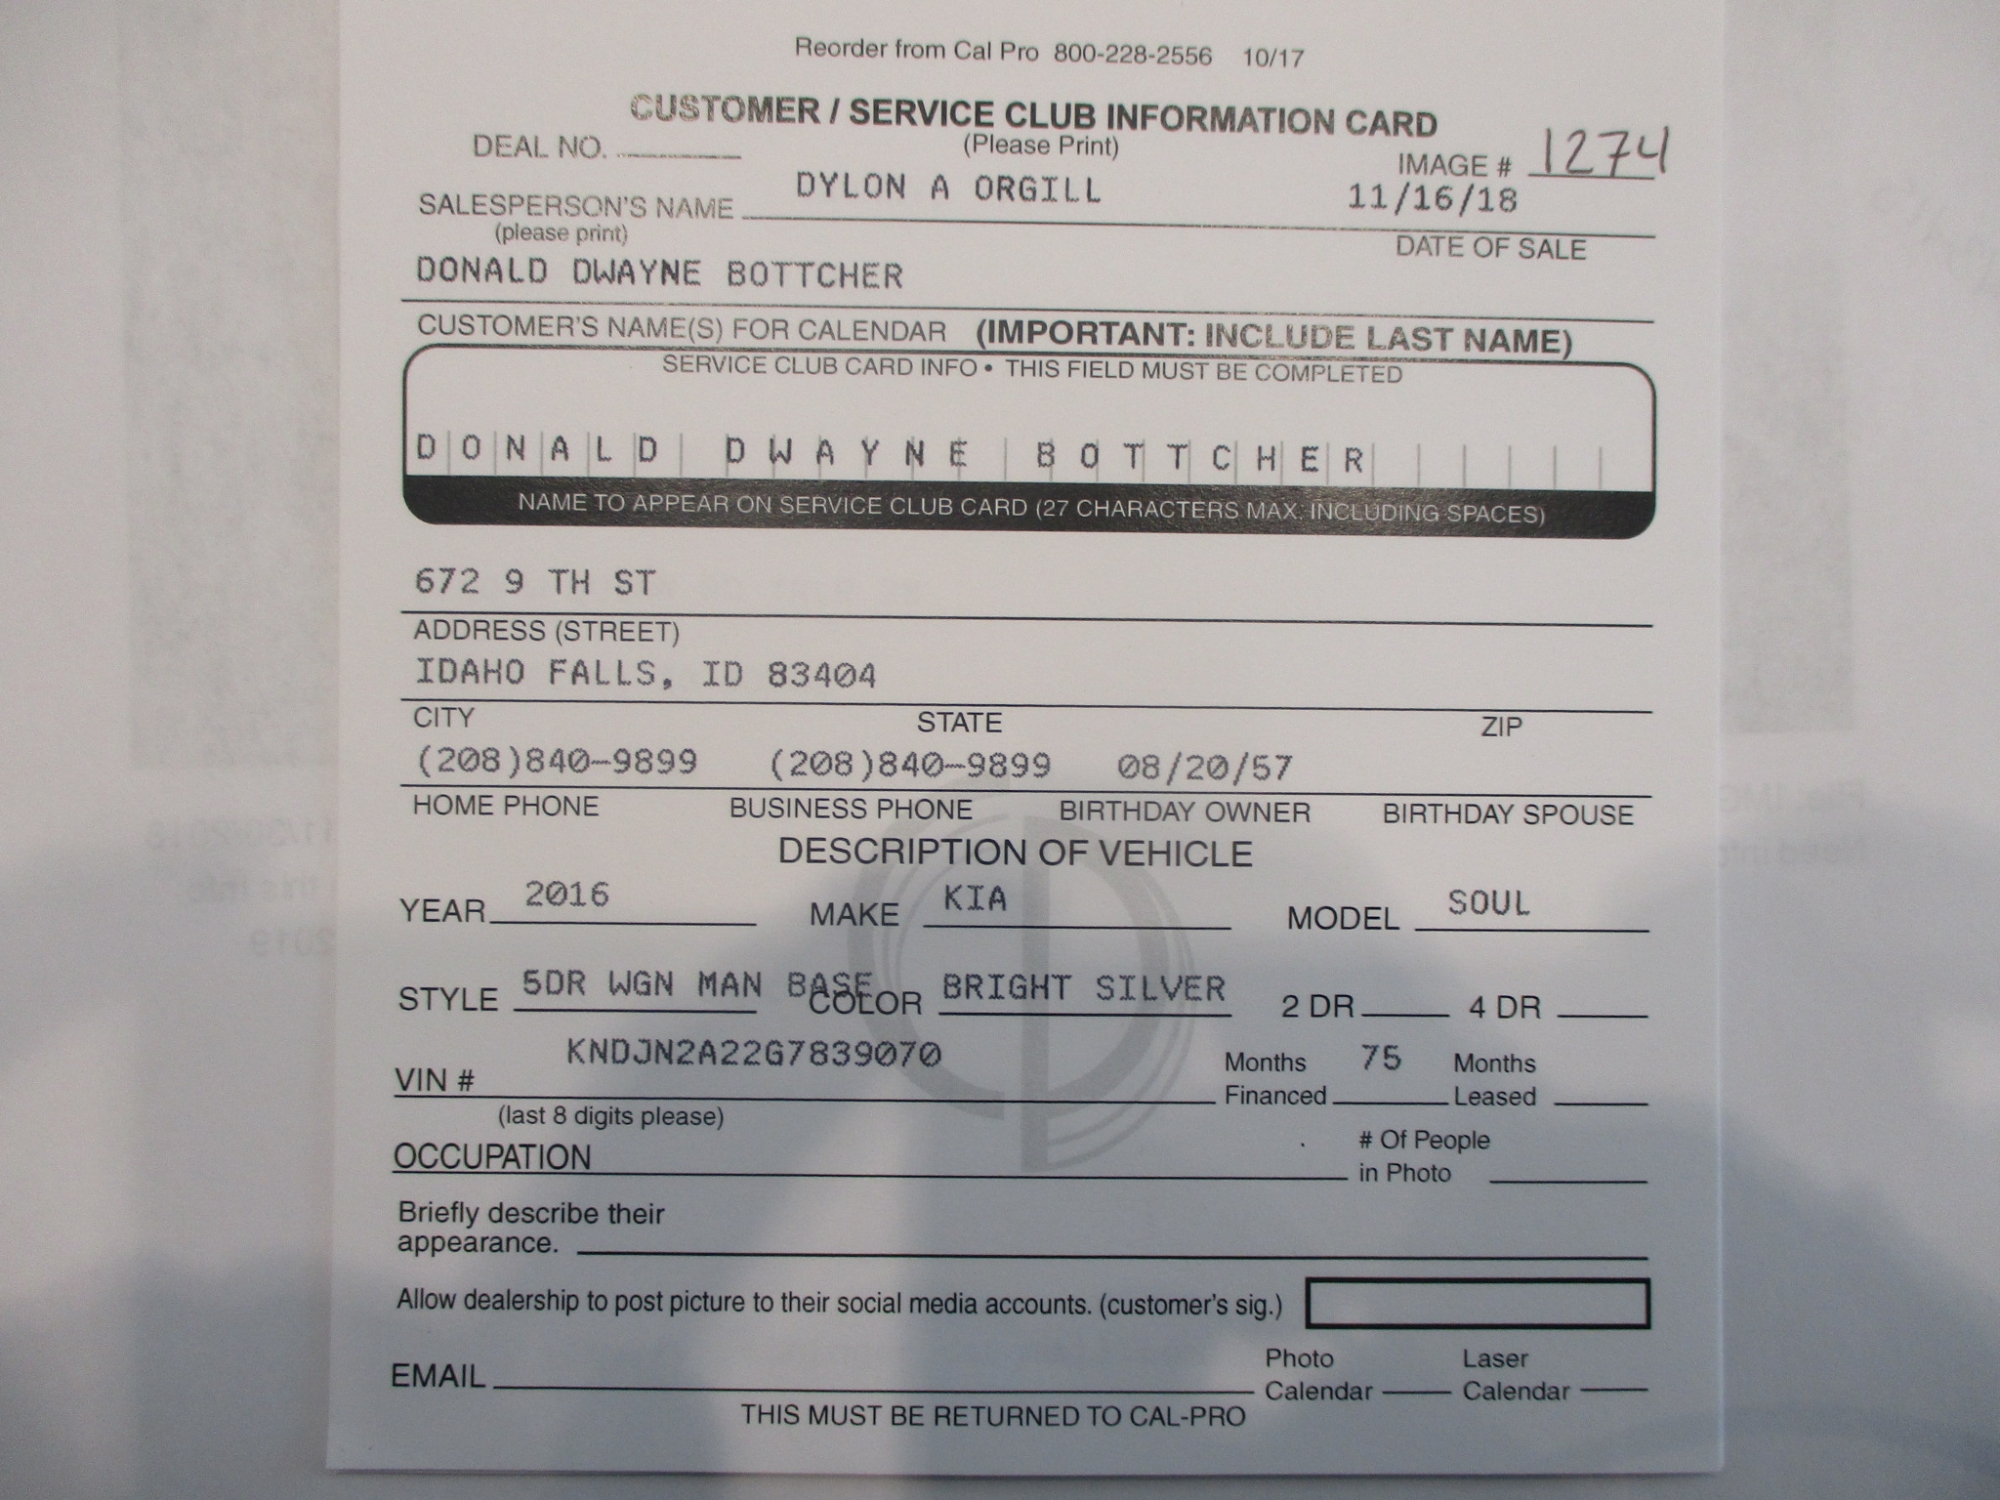 Reorder from Cal Pro 800-228-2556 10/17
CUSTOMER / SERVICE CLUB INFORMATION CARD
(Please Print)
DEAL NO.
IMAGE # 1274
SALESPERSON'S NAME DYLON A ORGILL 11/16/18
(please print)
DATE OF SALE
DONALD DWAYNE BOTTCHER
CUSTOMER'S NAME(S) FOR CALENDAR (IMPORTANT: INCLUDE LAST NAME)
SERVICE CLUB CARD INFO • THIS FIELD MUST BE COMPLETED
DONALD DWAYNE BOTTCHER
NAME TO APPEAR ON SERVICE CLUB CARD (27 CHARACTERS MAX. INCLUDING SPACES)
672 9 TH ST
ADDRESS (STREET)
IDAHO FALLS, ID 83404
CITY STATE ZIP
(208)840-9899 (208)840-9899 08/20/57
HOME PHONE BUSINESS PHONE BIRTHDAY OWNER BIRTHDAY SPOUSE
DESCRIPTION OF VEHICLE
YEAR 2016 MAKE KIA MODEL SOUL
STYLE 5DR WGN MAN BASE COLOR BRIGHT SILVER 2 DR 4 DR
VIN # KNDJN2A22G7839070 Months Financed 75 Months Leased
(last 8 digits please)
OCCUPATION # Of People in Photo
Briefly describe their
appearance.
Allow dealership to post picture to their social media accounts. (customer's sig.)
EMAIL Photo Calendar Laser Calendar
THIS MUST BE RETURNED TO CAL-PRO